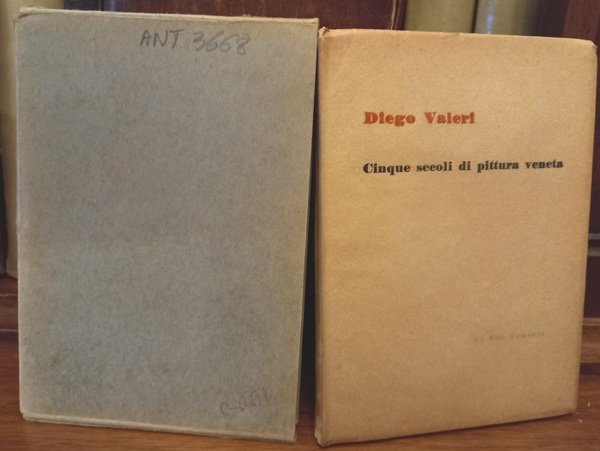 ANT 3668
Diego Valeri
Cinque secoli di pittura veneta